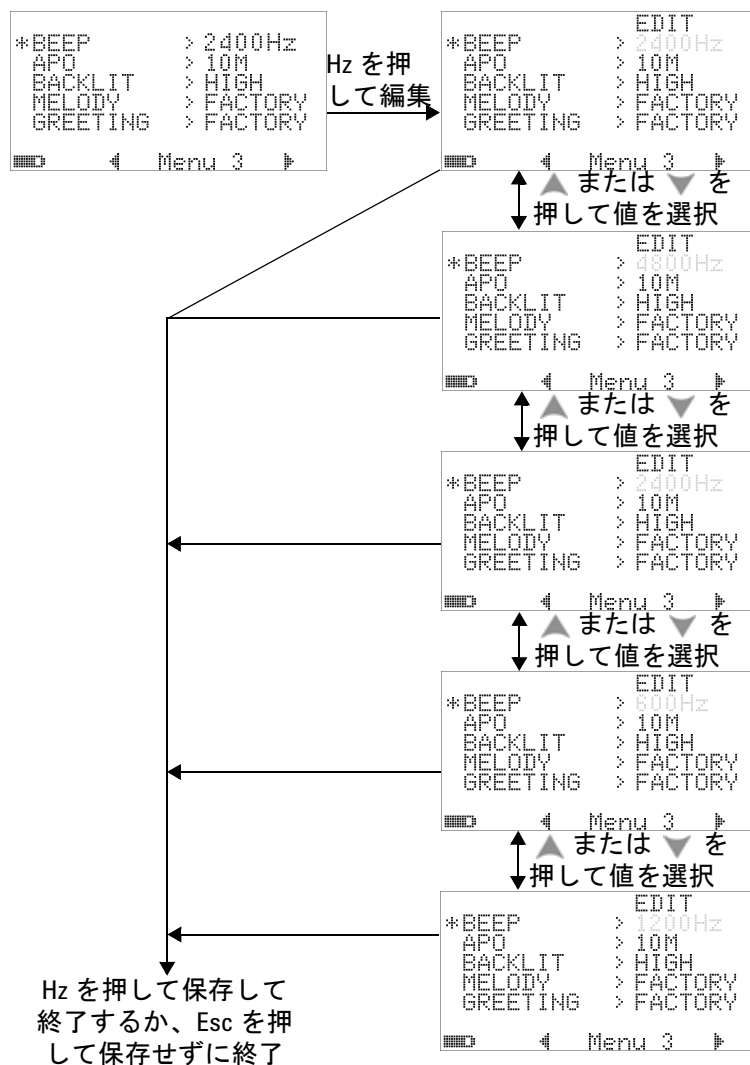 *BEEP > 2400Hz
APO > 10M
BACKLIT > HIGH
MELODY > FACTORY
GREETING > FACTORY
Menu 3
Hz を押
して編集
EDIT
*BEEP > 2400Hz
APO > 10M
BACKLIT > HIGH
MELODY > FACTORY
GREETING > FACTORY
Menu 3
▲ または ▼ を
押して値を選択
EDIT
*BEEP > 4800Hz
APO > 10M
BACKLIT > HIGH
MELODY > FACTORY
GREETING > FACTORY
Menu 3
▲ または ▼ を
押して値を選択
EDIT
*BEEP > 2400Hz
APO > 10M
BACKLIT > HIGH
MELODY > FACTORY
GREETING > FACTORY
Menu 3
▲ または ▼ を
押して値を選択
EDIT
*BEEP > 600Hz
APO > 10M
BACKLIT > HIGH
MELODY > FACTORY
GREETING > FACTORY
Menu 3
▲ または ▼ を
押して値を選択
EDIT
*BEEP > 1200Hz
APO > 10M
BACKLIT > HIGH
MELODY > FACTORY
GREETING > FACTORY
Menu 3
Hz を押して保存して
終了するか、Esc を押
して保存せずに終了